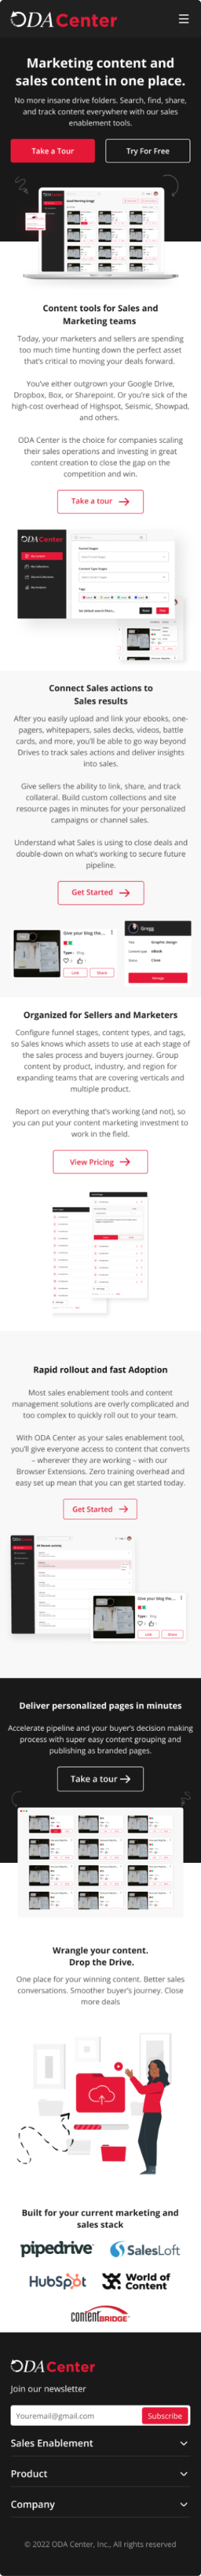 ODACenter
Marketing content and
sales content in one place.
No more insane drive folders. Search, find, share,
and track content everywhere with our sales
enablement tools.
Take a Tour
Try For Free
Content tools for Sales and
Marketing teams
Today, your marketers and sellers are spending
too much time hunting down the perfect asset
that's critical to moving your deals forward.
You've either outgrown your Google Drive,
Dropbox, Box, or Sharepoint. Or you're sick of the
high-cost overhead of Highspot, Seismic, Showpad,
and others.
ODA Center is the choice for companies scaling
their sales operations and investing in great
content creation to close the gap on the
competition and win.
Take a tour
ODACenter
Connect Sales actions to
Sales results
After you easily upload and link your ebooks, one-
pagers, whitepapers, sales decks, videos, battle
cards, and more, you'll be able to go way beyond
Drives to track sales actions and deliver insights
into sales.
Give sellers the ability to link, share, and track
collateral. Build custom collections and site
resource pages in minutes for your personalized
campaigns or channel sales.
Understand what Sales is using to close deals and
double-down on what's working to secure future
pipeline.
Get Started
Gregg
Give your blog the...
Type : Blog
Link
Share
Organized for Sellers and Marketers
Configure funnel stages, content types, and tags,
so Sales knows which assets to use at each stage of
the sales process and buyers journey. Group
content by product, industry, and region for
expanding teams that are covering verticals and
multiple product.
Report on everything that's working (and not), so
you can put your content marketing investment to
work in the field.
View Pricing
Rapid rollout and fast Adoption
Most sales enablement tools and content
management solutions are overly complicated and
too complex to quickly roll out to your team.
With ODA Center as your sales enablement tool,
you'll give everyone access to content that converts
– wherever they are working – with our
Browser Extensions. Zero training overhead and
easy set up mean that you can get started today.
Get Started
Give your blog the...
Type : Blog
Link
Share
Deliver personalized pages in minutes
Accelerate pipeline and your buyer's decision making
process with super easy content grouping and
publishing as branded pages.
Take a tour
Wrangle your content.
Drop the Drive.
One place for your winning content. Better sales
conversations. Smoother buyer's journey. Close
more deals
Built for your current marketing and
sales stack
pipedrive
SalesLoft
HubSpot
World of
Content
contentBRIDGE
ODACenter
Join our newsletter
Youremail@gmail.com
Subscribe
Sales Enablement
Product
Company
© 2022 ODA Center, Inc., All rights reserved